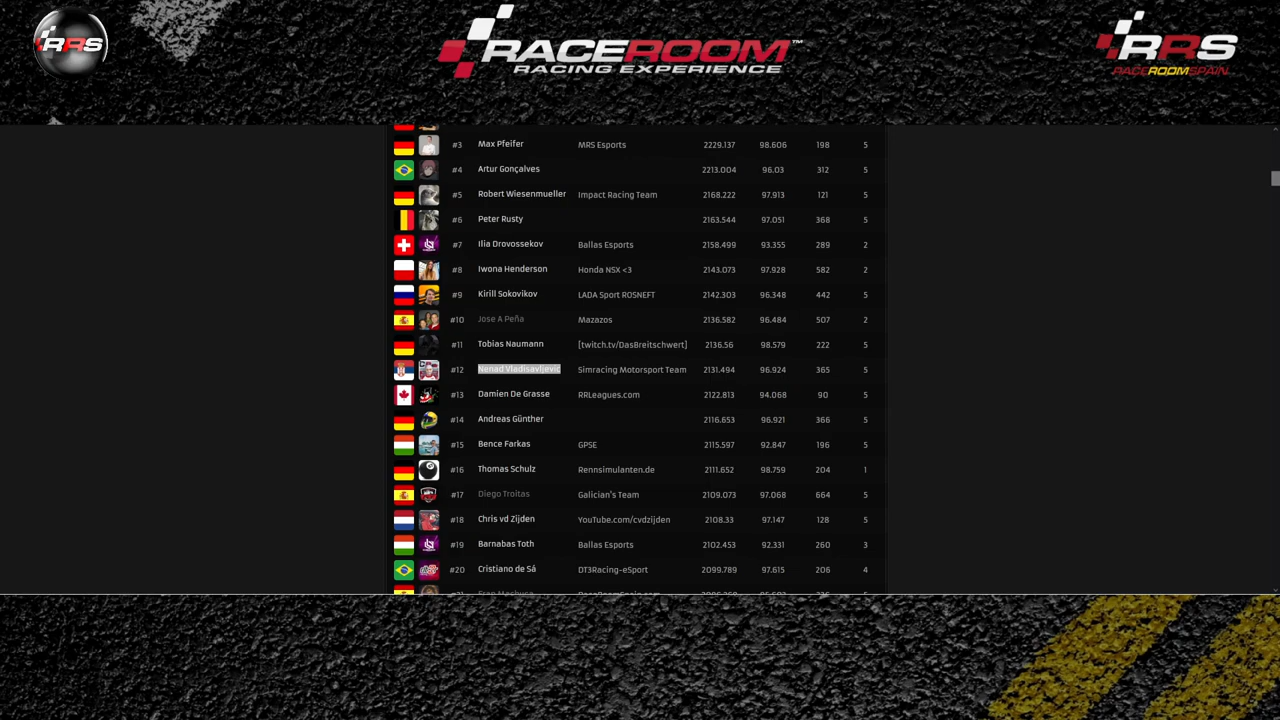 RRS
RACEROOM™
RACING EXPERIENCE
RRS
RACEROOMSPAIN
#3 Max Pfeifer MRS Esports 2229.137 98.606 198 5
#4 Artur Gonçalves 2213.004 96.03 312 5
#5 Robert Wiesenmueller Impact Racing Team 2168.222 97.913 121 5
#6 Peter Rusty 2163.544 97.051 368 5
#7 Ilia Drovossekov Ballas Esports 2158.499 93.355 289 2
#8 Iwona Henderson Honda NSX <3 2143.073 97.928 582 2
#9 Kirill Sokovikov LADA Sport ROSNEFT 2142.303 96.348 442 5
#10 Jose A Peña Mazazos 2136.582 96.484 507 2
#11 Tobias Naumann [twitch.tv/DasBreitschwert] 2136.56 98.579 222 5
#12 Nenad Vladisavljevic Simracing Motorsport Team 2131.494 96.924 365 5
#13 Damien De Grasse RRLeagues.com 2122.813 94.068 90 5
#14 Andreas Günther 2116.653 96.921 366 5
#15 Bence Farkas GPSE 2115.597 92.847 196 5
#16 Thomas Schulz Rennsimulanten.de 2111.652 98.759 204 1
#17 Diego Troitas Galician's Team 2109.073 97.068 664 5
#18 Chris vd Zijden YouTube.com/cvdzijden 2108.33 97.147 128 5
#19 Barnabas Toth Ballas Esports 2102.453 92.331 260 3
#20 Cristiano de Sá DT3Racing-eSport 2099.789 97.615 206 4